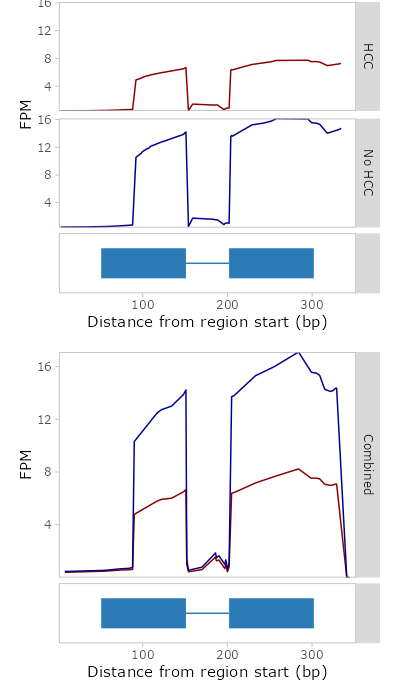 16
12
8
4
HCC
FPM
16
12
8
4
No HCC
100 200 300
Distance from region start (bp)
16
12
8
4
FPM
Combined
100 200 300
Distance from region start (bp)